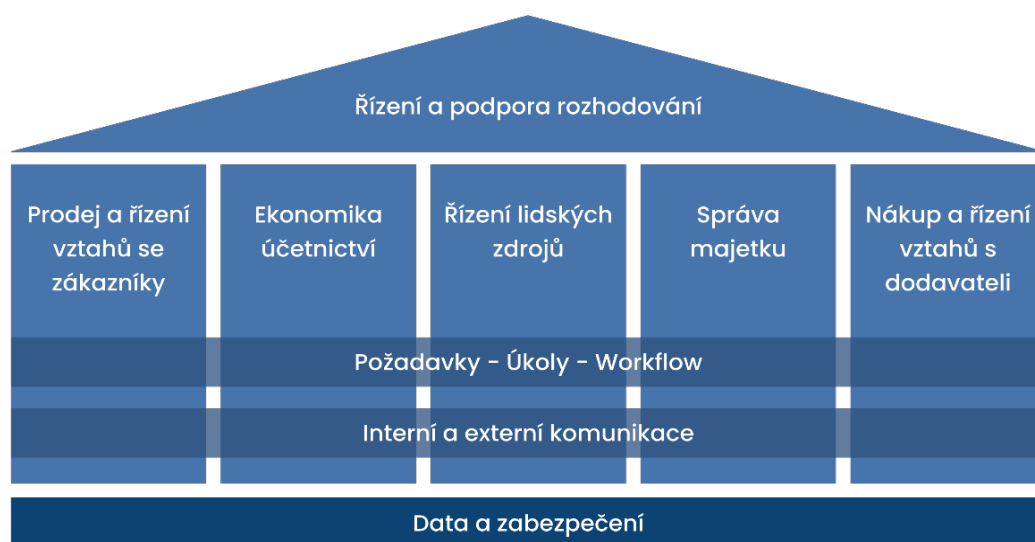 Řízení a podpora rozhodování
Prodej a řízení
vztahů se
zákazníky
Ekonomika
účetnictví
Řízení lidských
zdrojů
Správa
majetku
Nákup a řízení
vztahů s
dodavateli
Požadavky - Úkoly - Workflow
Interní a externí komunikace
Data a zabezpečení